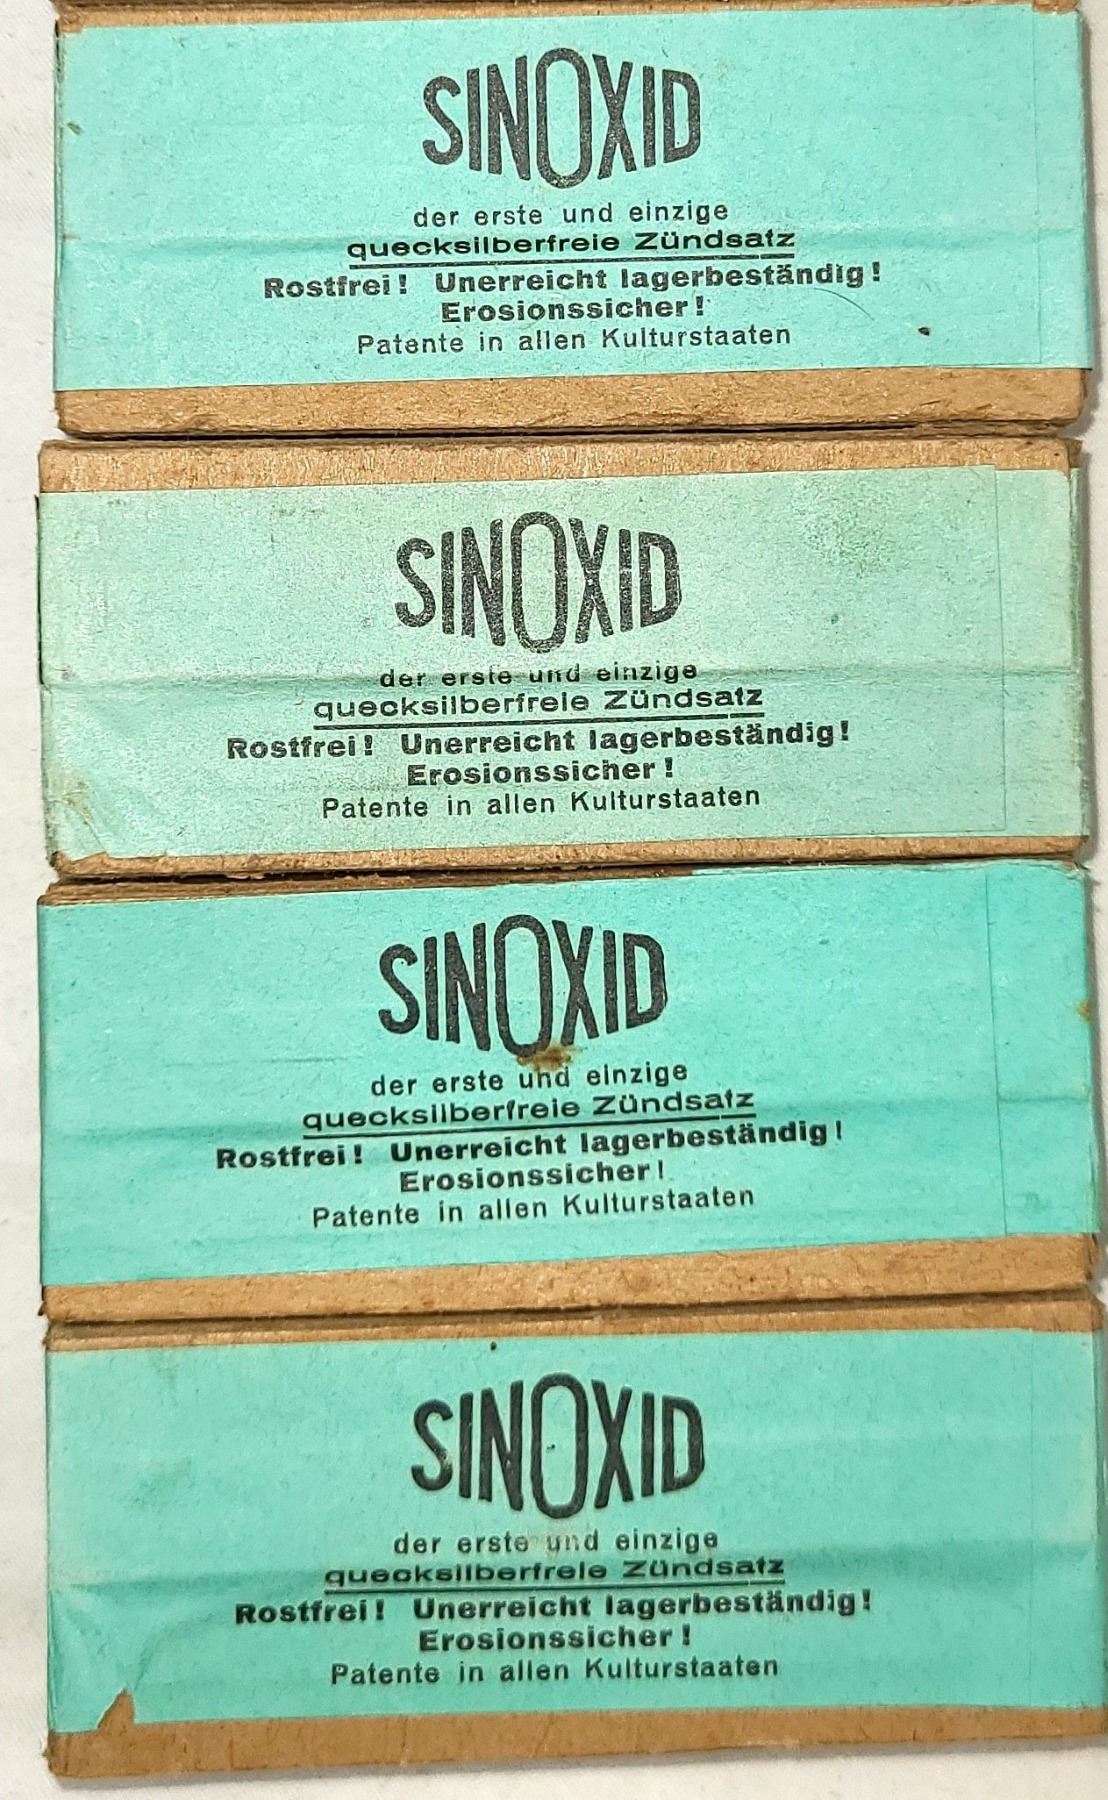 SINOXID
der erste und einzige
quecksilberfreie Zündsatz
Rostfrei! Unerreicht lagerbeständig!
Erosionssicher!
Patente in allen Kulturstaaten
SINOXID
der erste und einzige
quecksilberfreie Zündsatz
Rostfrei! Unerreicht lagerbeständig!
Erosionssicher!
Patente in allen Kulturstaaten
SINOXID
der erste und einzige
quecksilberfreie Zündsatz
Rostfrei! Unerreicht lagerbeständig!
Erosionssicher!
Patente in allen Kulturstaaten
SINOXID
der erste und einzige
quecksilberfreie Zündsatz
Rostfrei! Unerreicht lagerbeständig!
Erosionssicher!
Patente in allen Kulturstaaten